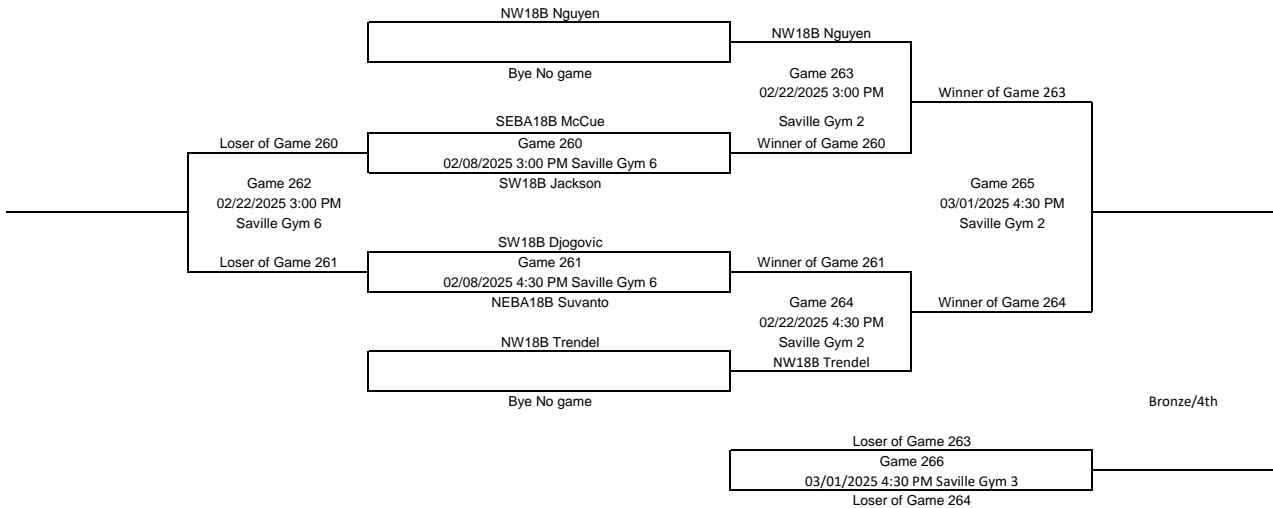 NW18B Nguyen
NW18B Nguyen
Bye No game
Game 263
02/22/2025 3:00 PM
Winner of Game 263
SEBA18B McCue
Saville Gym 2
Loser of Game 260
Game 260
Winner of Game 260
02/08/2025 3:00 PM Saville Gym 6
Game 262
SW18B Jackson
Game 265
02/22/2025 3:00 PM
03/01/2025 4:30 PM
Saville Gym 6
Saville Gym 2
SW18B Djogovic
Loser of Game 261
Game 261
Winner of Game 261
02/08/2025 4:30 PM Saville Gym 6
NEBA18B Suvanto
Game 264
Winner of Game 264
02/22/2025 4:30 PM
NW18B Trendel
Saville Gym 2
NW18B Trendel
Bye No game
Bronze/4th
Loser of Game 263
Game 266
03/01/2025 4:30 PM Saville Gym 3
Loser of Game 264